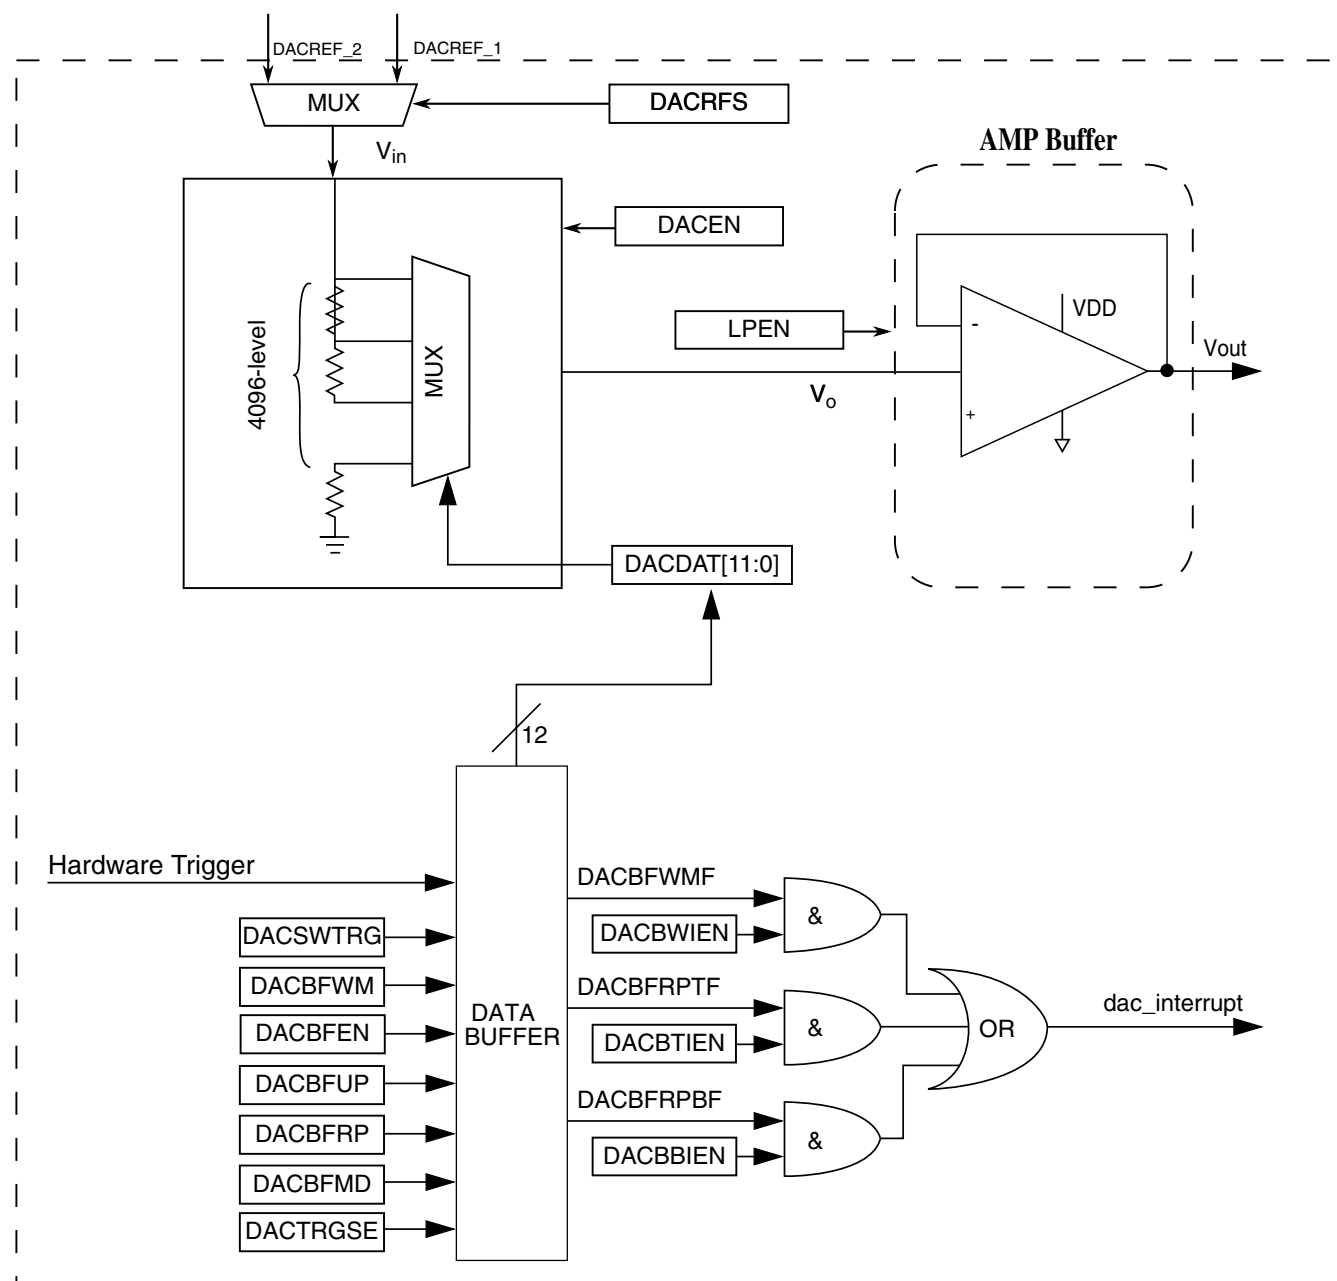 DACREF_2
DACREF_1
MUX
DACRFS
Vin
AMP Buffer
DACEN
LPEN
VDD
-
+
Vout
4096-level
MUX
Vo
DACDAT[11:0]
12
Hardware Trigger
DACSWTRG
DACBFWM
DACBFEN
DACBFUP
DACBFRP
DACBFMD
DACTRGSE
DATA
BUFFER
DACBFWMF
DACBWIEN
&
DACBFRPTF
DACBTIEN
&
DACBFRPBF
DACBBIEN
&
OR
dac_interrupt